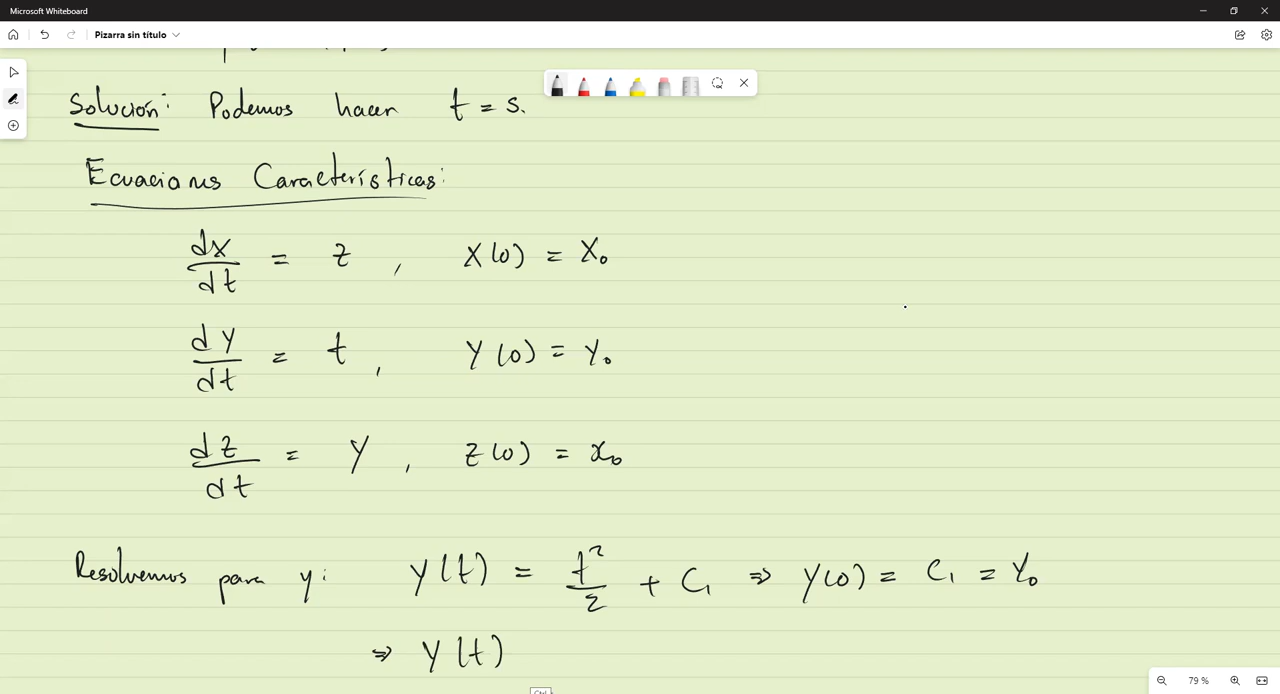 Microsoft Whiteboard
Pizarra sin título
Solución: Podemos hacer t = s.
Ecuaciones Características:
dx/dt = z , X(0) = X₀
dy/dt = t , Y(0) = Y₀
dz/dt = Y , Z(0) = x₀
Resolvemos para y: Y(t) = t²/2 + C₁ ⇒ Y(0) = C₁ = Y₀
⇒ Y(t)
79 %